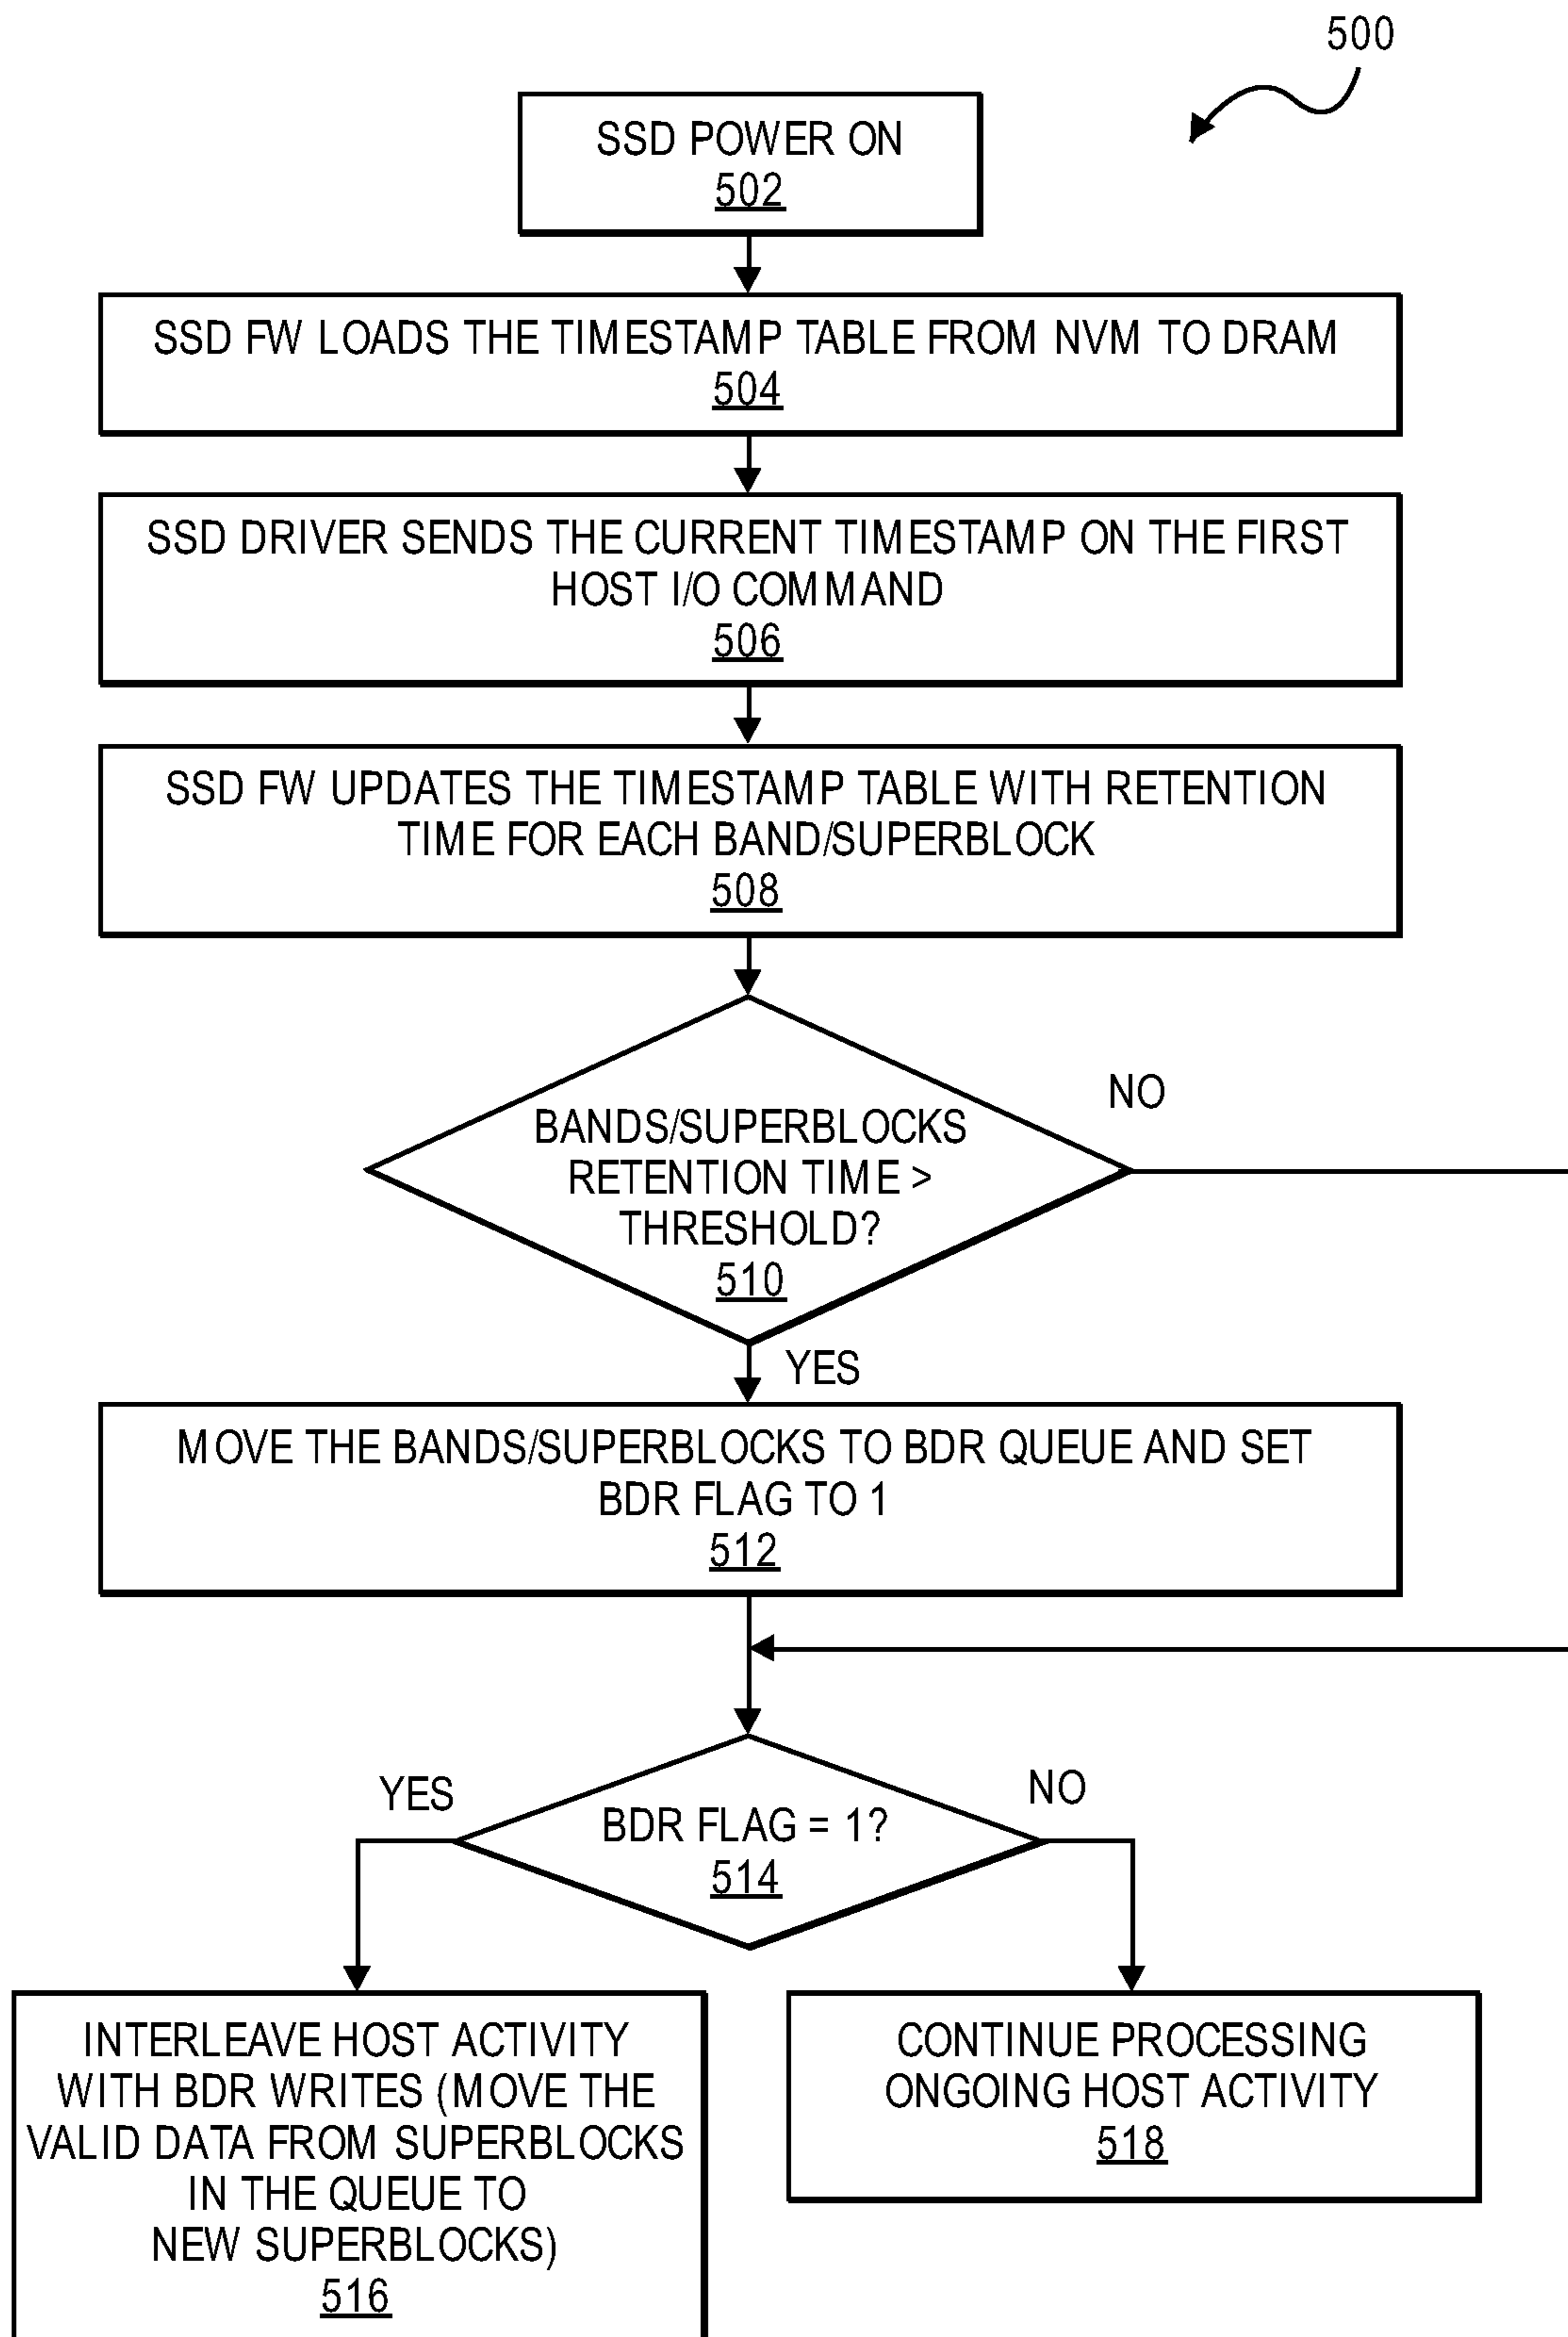 500
SSD POWER ON
502
SSD FW LOADS THE TIMESTAMP TABLE FROM NVM TO DRAM
504
SSD DRIVER SENDS THE CURRENT TIMESTAMP ON THE FIRST
HOST I/O COMMAND
506
SSD FW UPDATES THE TIMESTAMP TABLE WITH RETENTION
TIME FOR EACH BAND/SUPERBLOCK
508
NO
BANDS/SUPERBLOCKS
RETENTION TIME >
THRESHOLD?
510
YES
MOVE THE BANDS/SUPERBLOCKS TO BDR QUEUE AND SET
BDR FLAG TO 1
512
YES
NO
BDR FLAG = 1?
514
INTERLEAVE HOST ACTIVITY
WITH BDR WRITES (MOVE THE
VALID DATA FROM SUPERBLOCKS
IN THE QUEUE TO
NEW SUPERBLOCKS)
516
CONTINUE PROCESSING
ONGOING HOST ACTIVITY
518